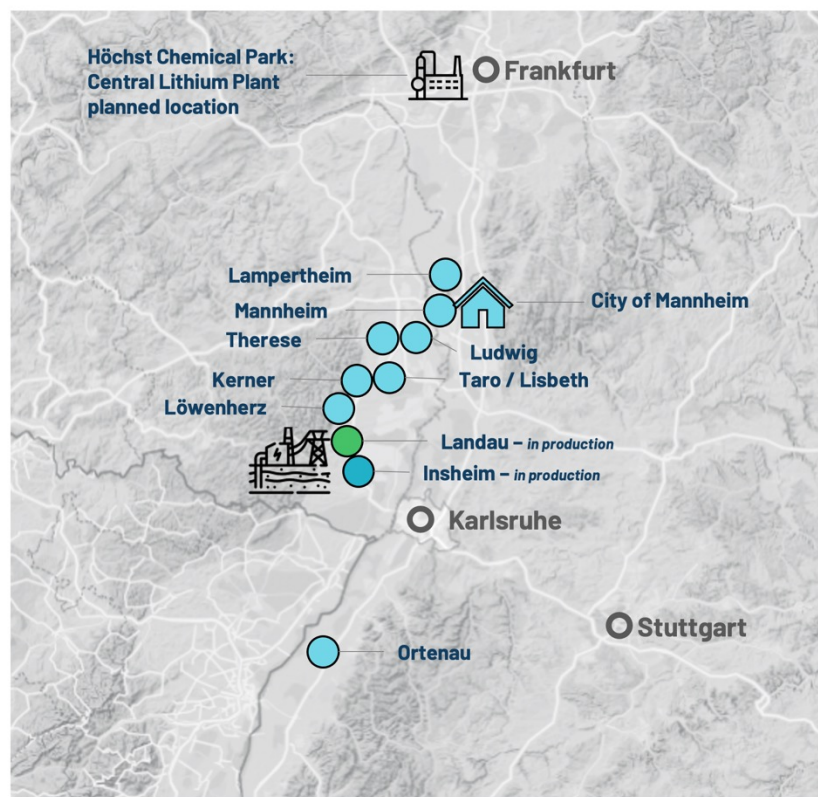 Höchst Chemical Park:
Central Lithium Plant
planned location
Frankfurt
Lampertheim
City of Mannheim
Mannheim
Therese
Ludwig
Kerner
Taro / Lisbeth
Löwenherz
Landau – in production
Insheim – in production
Karlsruhe
Stuttgart
Ortenau